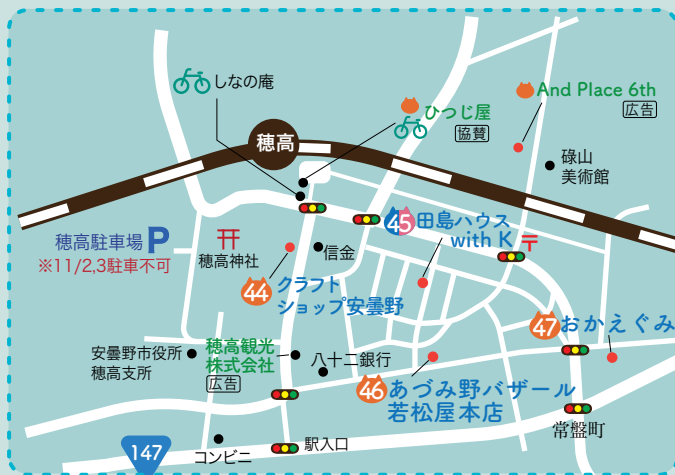 しなの庵
ひつじ屋
協賛
And Place 6th
広告
穂高
碌山
美術館
穂高駐車場 P
※11/2,3駐車不可
穂高神社
信金
45 田島ハウス
with K
〒
44 クラフト
ショップ安曇野
47 おかえぐみ
安曇野市役所
穂高支所
穂高観光
株式会社
広告
八十二銀行
46 あづみ野バザール
若松屋本店
常盤町
147
コンビニ
駅入口